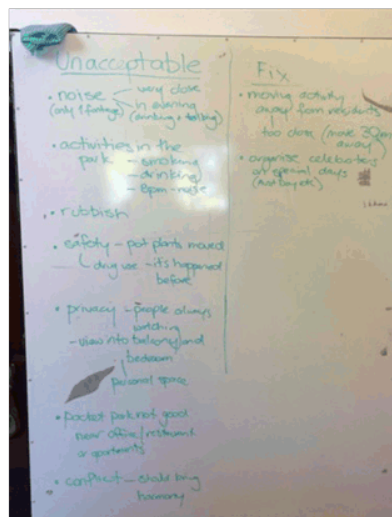 Unacceptable
• noise – very close
(only 1 footage) in evening
(drinking + talking)
• activities in the
park – smoking
– drinking
– 8pm – noise
• rubbish
• safety – pot plants moved
drug use – it's happened
before
• privacy – people always
watching
– view into balcony and
bedroom
personal space
• pocket park not good
near office/restaurant
or apartments
• conflict – should bring
harmony
Fix
• moving activity
away from residents
too close (move 30m
away)
• organise celebrations
on special days